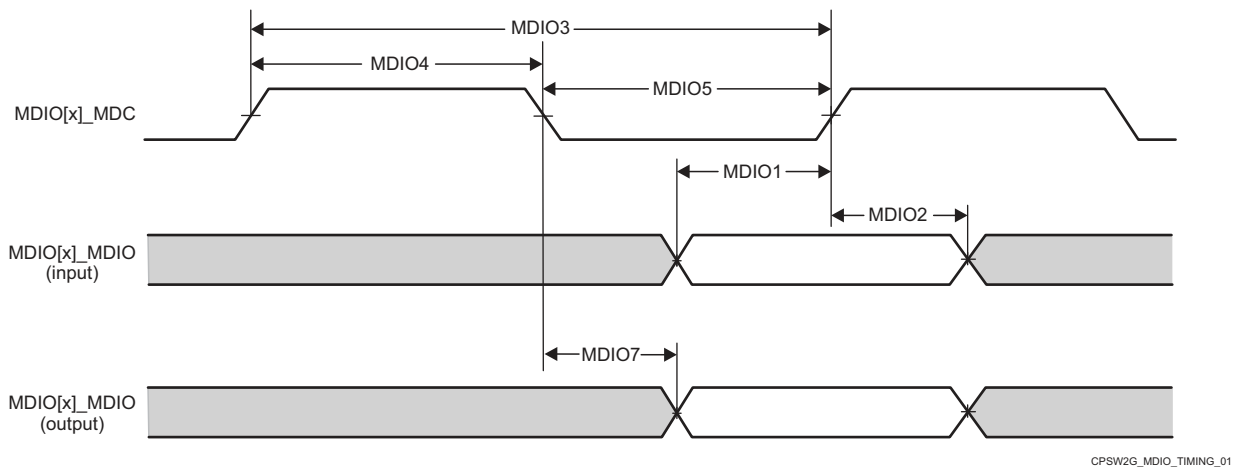 MDIO3
MDIO4
MDIO5
MDIO[x]_MDC
MDIO1
MDIO2
MDIO[x]_MDIO
(input)
MDIO7
MDIO[x]_MDIO
(output)
CPSW2G_MDIO_TIMING_01